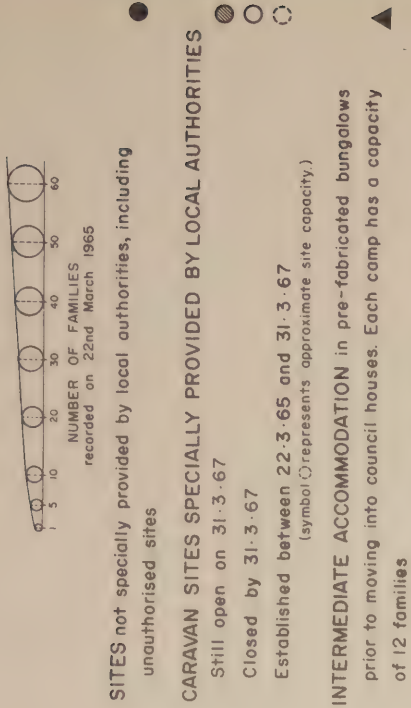 1 5 10 20 30 40 50 60
NUMBER OF FAMILIES
recorded on 22nd March 1965
SITES not specially provided by local authorities, including
unauthorised sites
CARAVAN SITES SPECIALLY PROVIDED BY LOCAL AUTHORITIES
Still open on 31·3·67
Closed by 31·3·67
Established between 22·3·65 and 31·3·67
(symbol represents approximate site capacity.)
INTERMEDIATE ACCOMMODATION in pre-fabricated bungalows
prior to moving into council houses. Each camp has a capacity
of 12 families